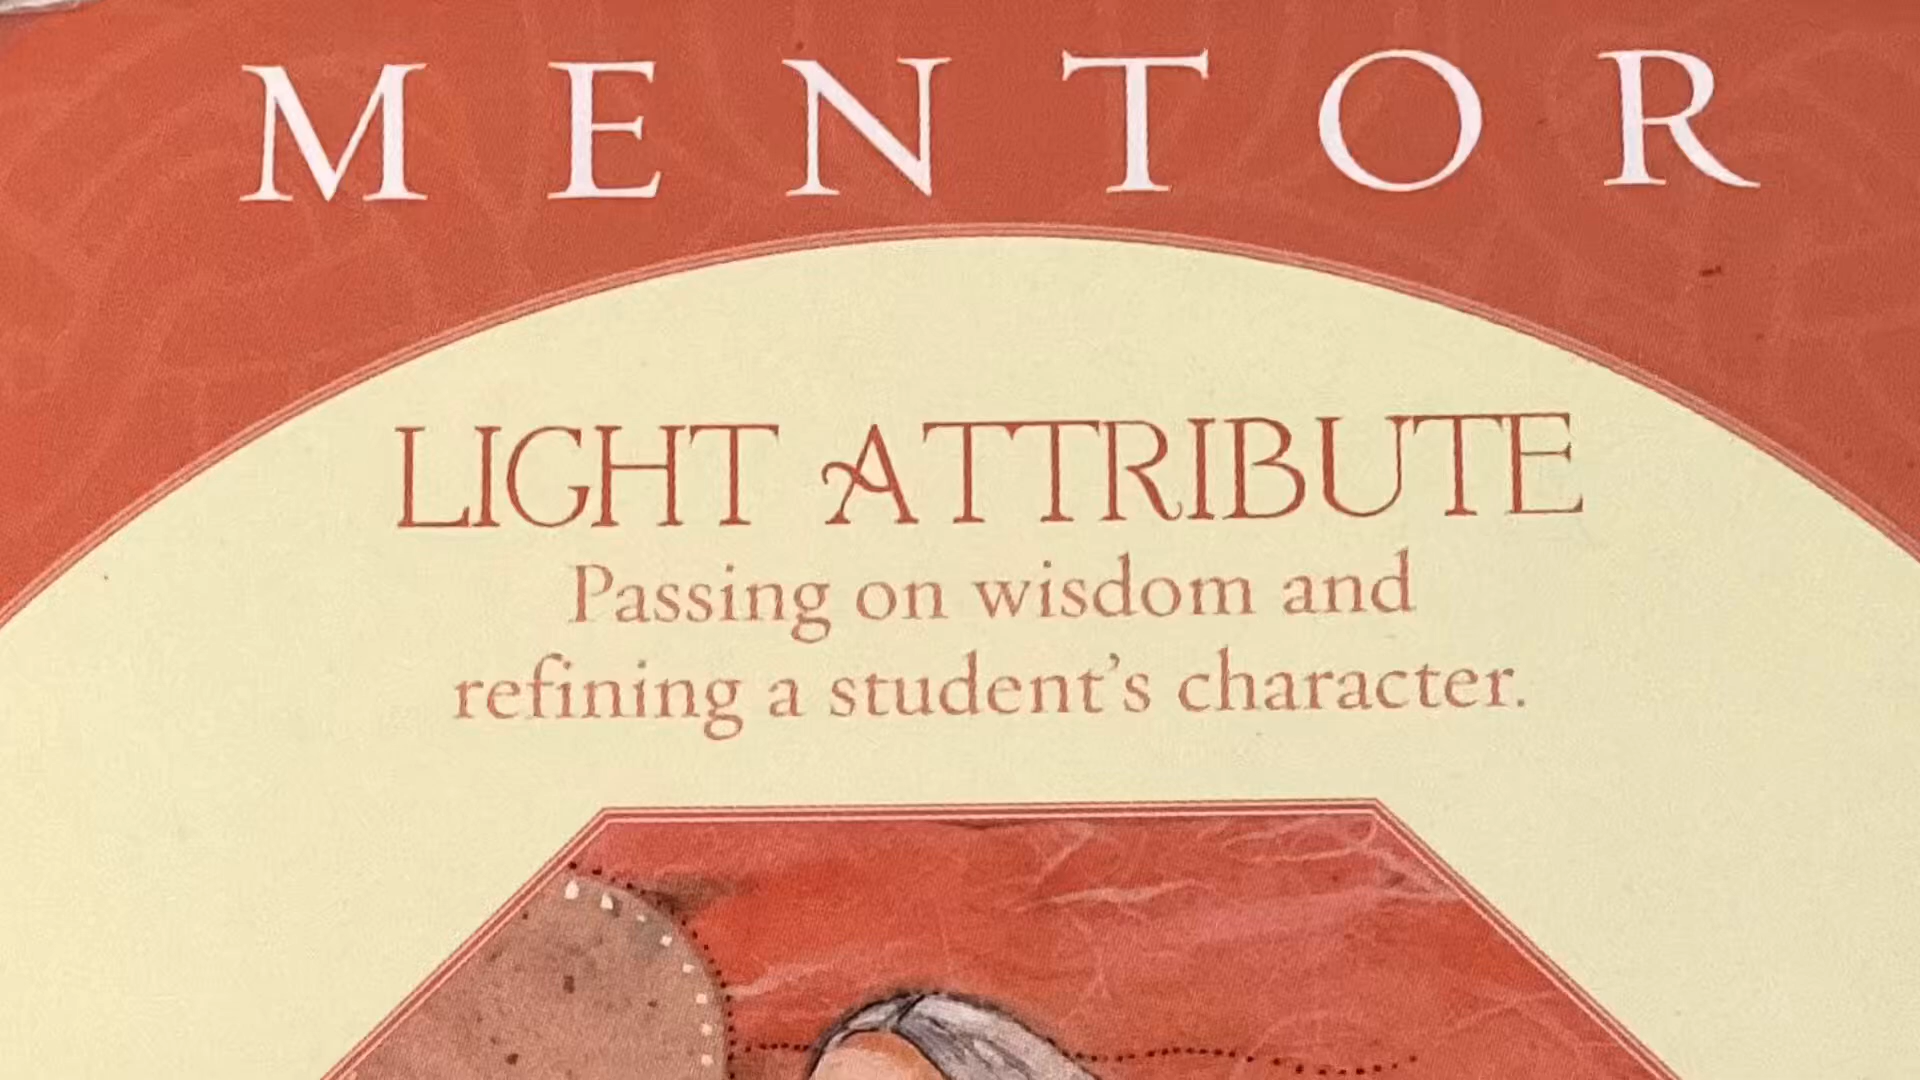 MENTOR
LIGHT ATTRIBUTE
Passing on wisdom and
refining a student’s character.